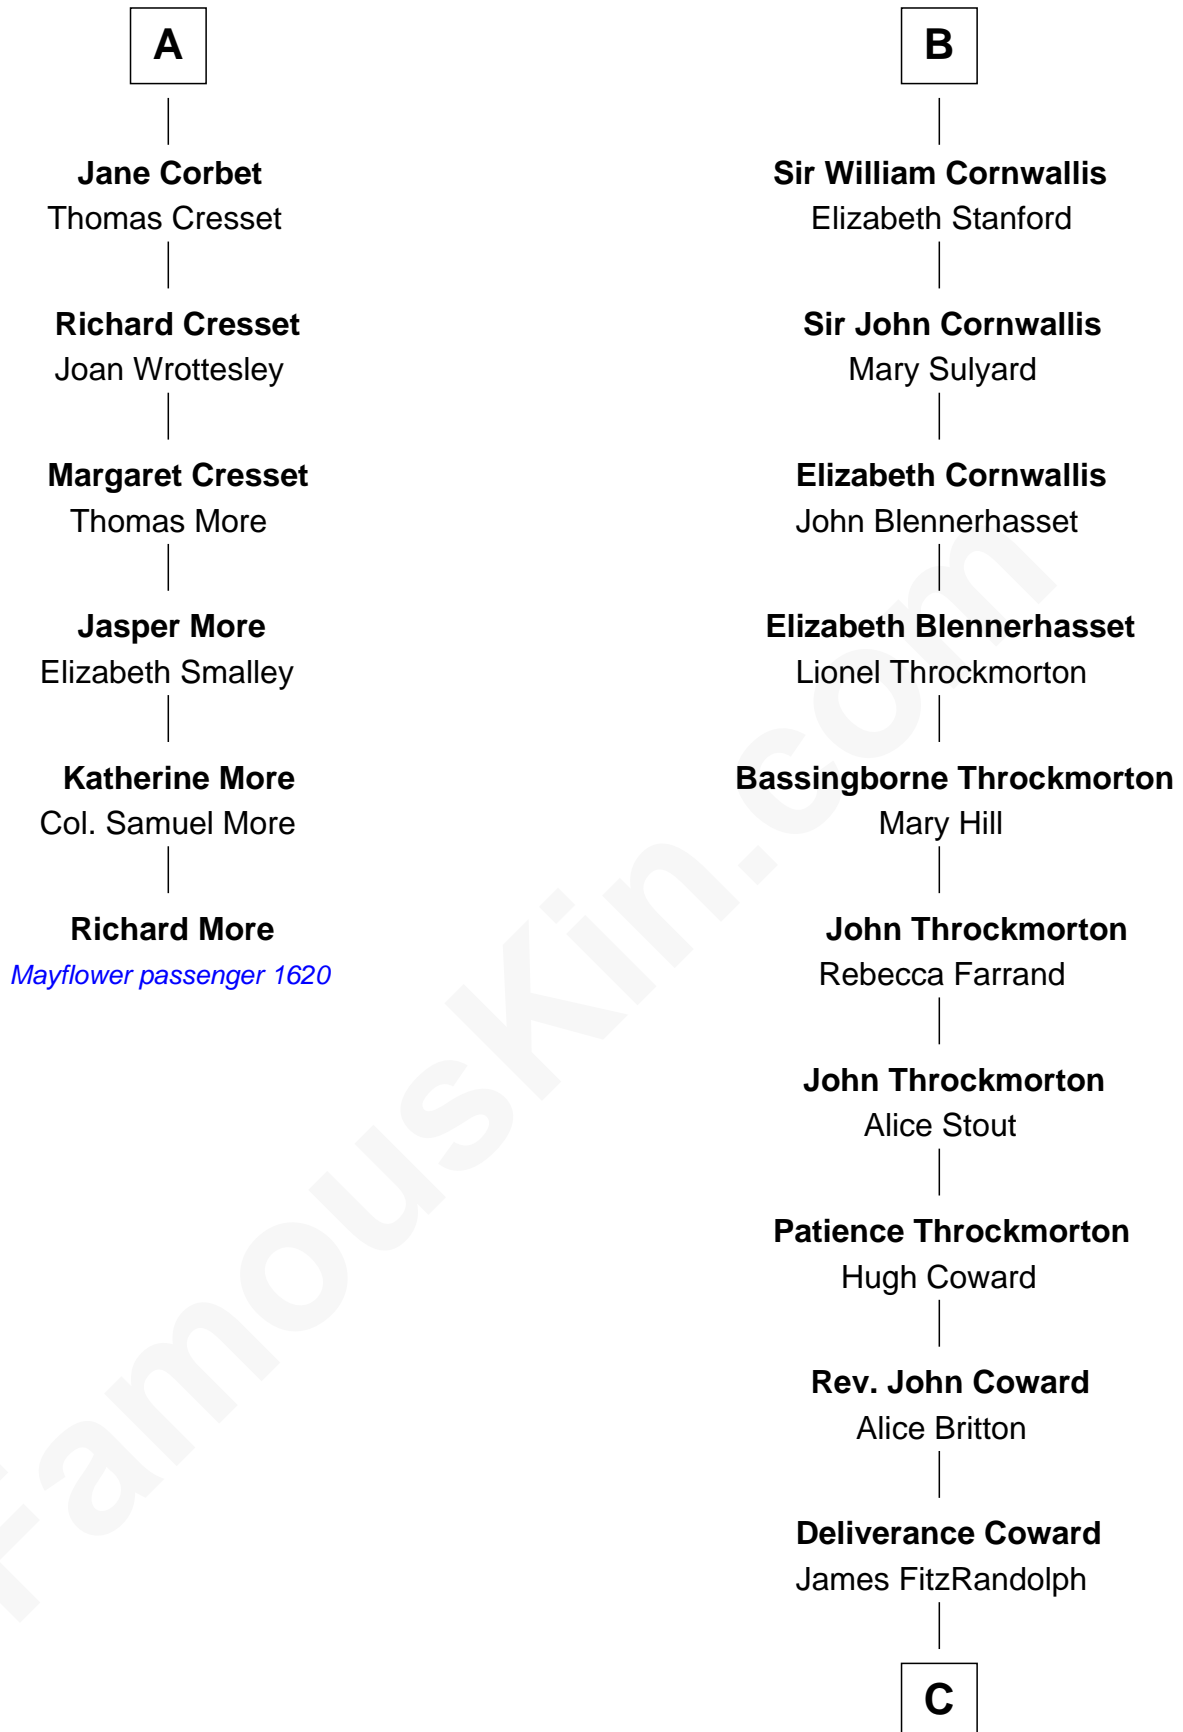 A
Jane Corbet
Thomas Cresset
Richard Cresset
Joan Wrottesley
Margaret Cresset
Thomas More
Jasper More
Elizabeth Smalley
Katherine More
Col. Samuel More
Richard More
Mayflower passenger 1620
B
Sir William Cornwallis
Elizabeth Stanford
Sir John Cornwallis
Mary Sulyard
Elizabeth Cornwallis
John Blennerhasset
Elizabeth Blennerhasset
Lionel Throckmorton
Bassingborne Throckmorton
Mary Hill
John Throckmorton
Rebecca Farrand
John Throckmorton
Alice Stout
Patience Throckmorton
Hugh Coward
Rev. John Coward
Alice Britton
Deliverance Coward
James FitzRandolph
C
FamousKin.com